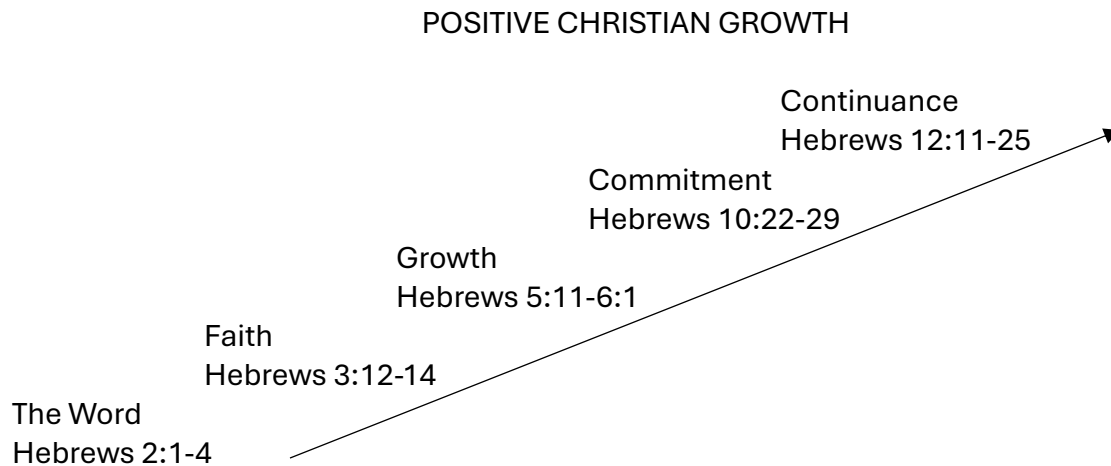 POSITIVE CHRISTIAN GROWTH
Continuance
Hebrews 12:11-25
Commitment
Hebrews 10:22-29
Growth
Hebrews 5:11-6:1
Faith
Hebrews 3:12-14
The Word
Hebrews 2:1-4